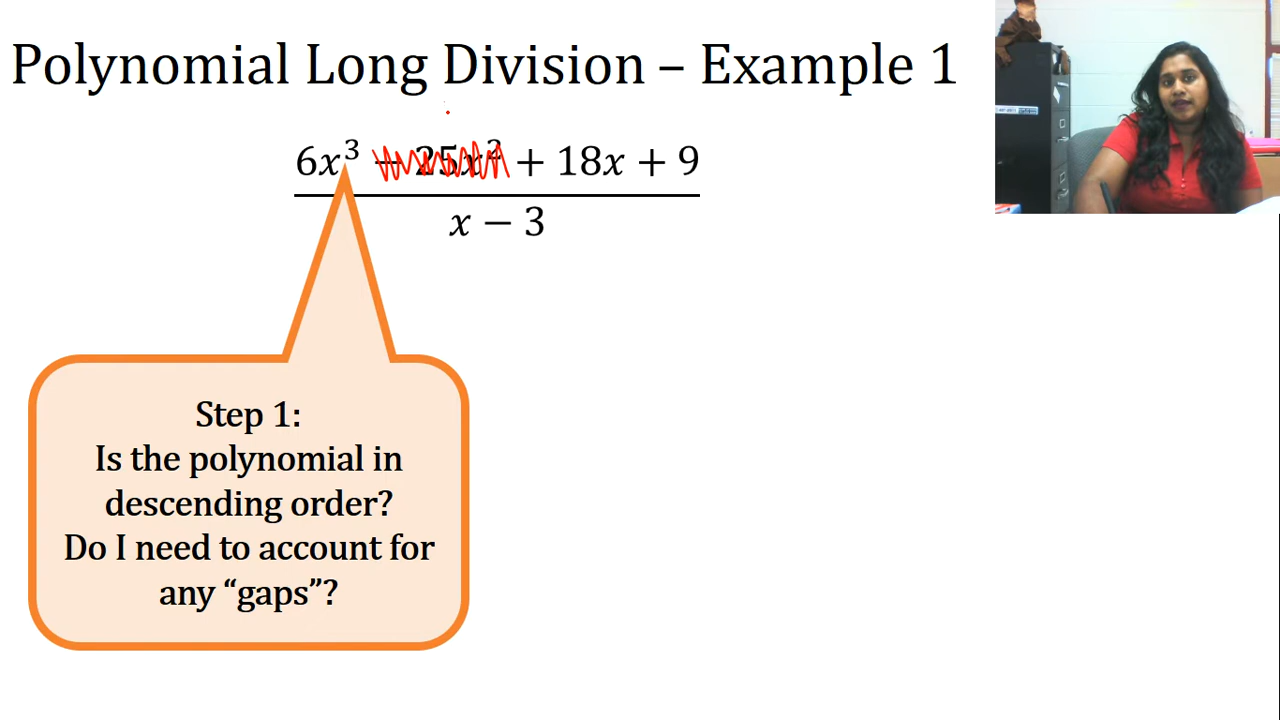 Polynomial Long Division – Example 1
6x³ − 25x² + 18x + 9
x − 3
Step 1:
Is the polynomial in
descending order?
Do I need to account for
any “gaps”?